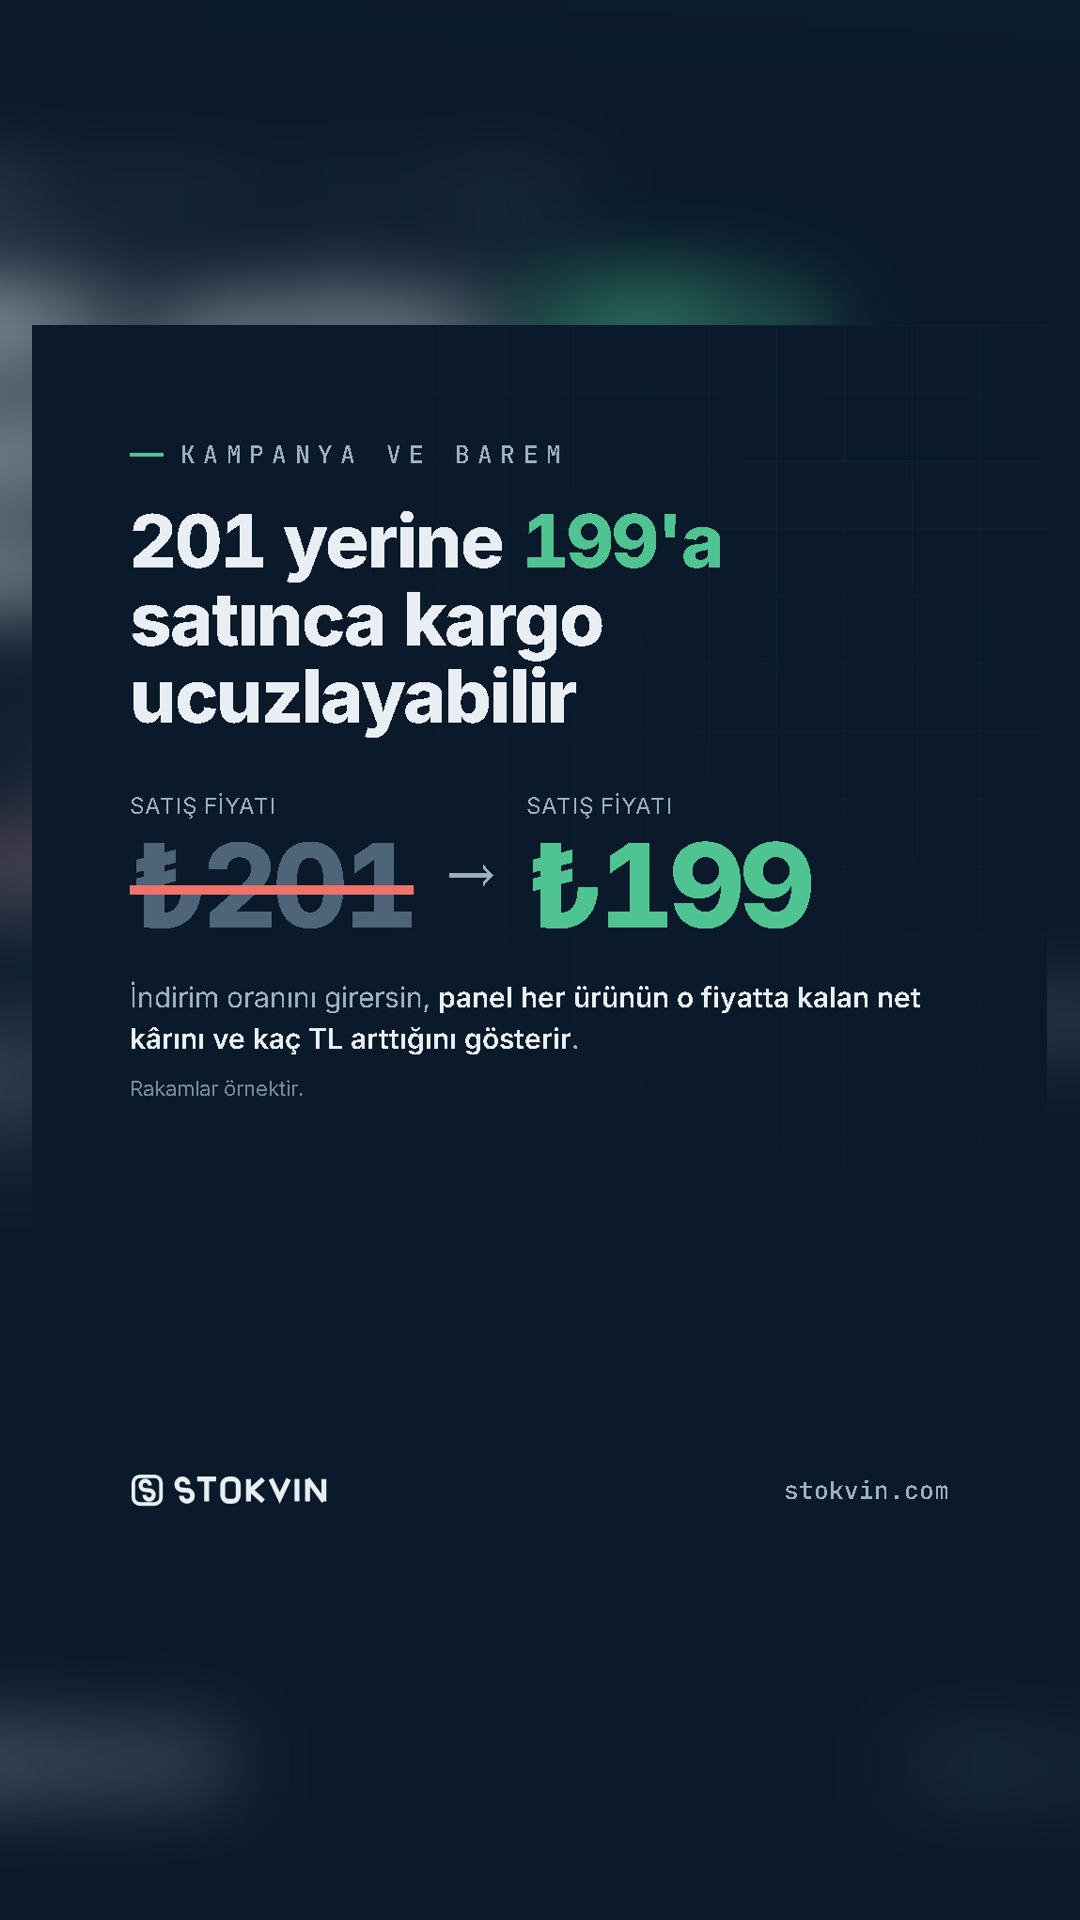 KAMPANYA VE BAREM
201 yerine 199'a
satınca kargo
ucuzlayabilir
SATIŞ FİYATI SATIŞ FİYATI
₺201 → ₺199
İndirim oranını girersin, panel her ürünün o fiyatta kalan net
kârını ve kaç TL arttığını gösterir.
Rakamlar örnektir.
STOKVIN stokvin.com